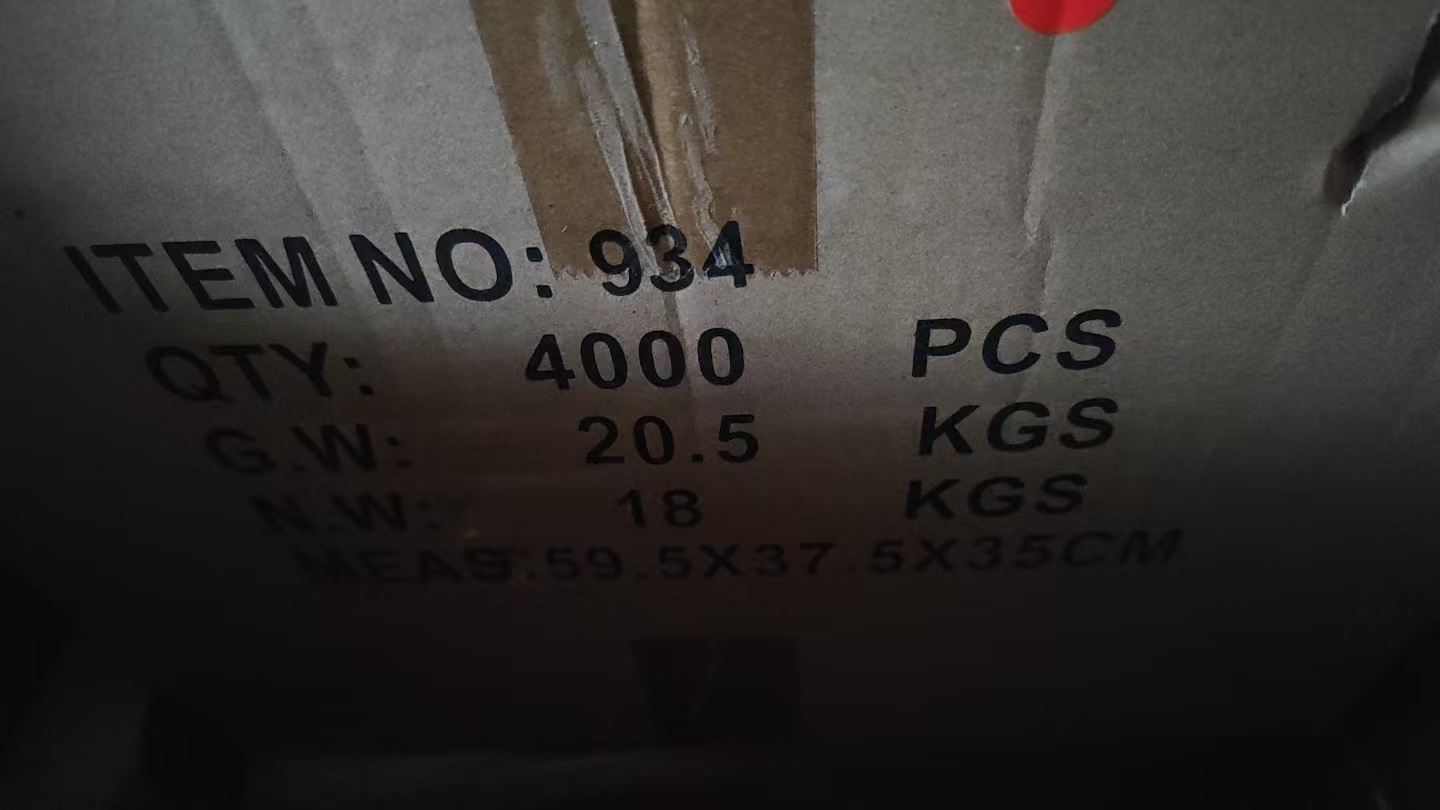 ITEM NO: 934
QTY: 4000 PCS
G.W: 20.5 KGS
N.W: 18 KGS
MEAS:59.5X37.5X35CM